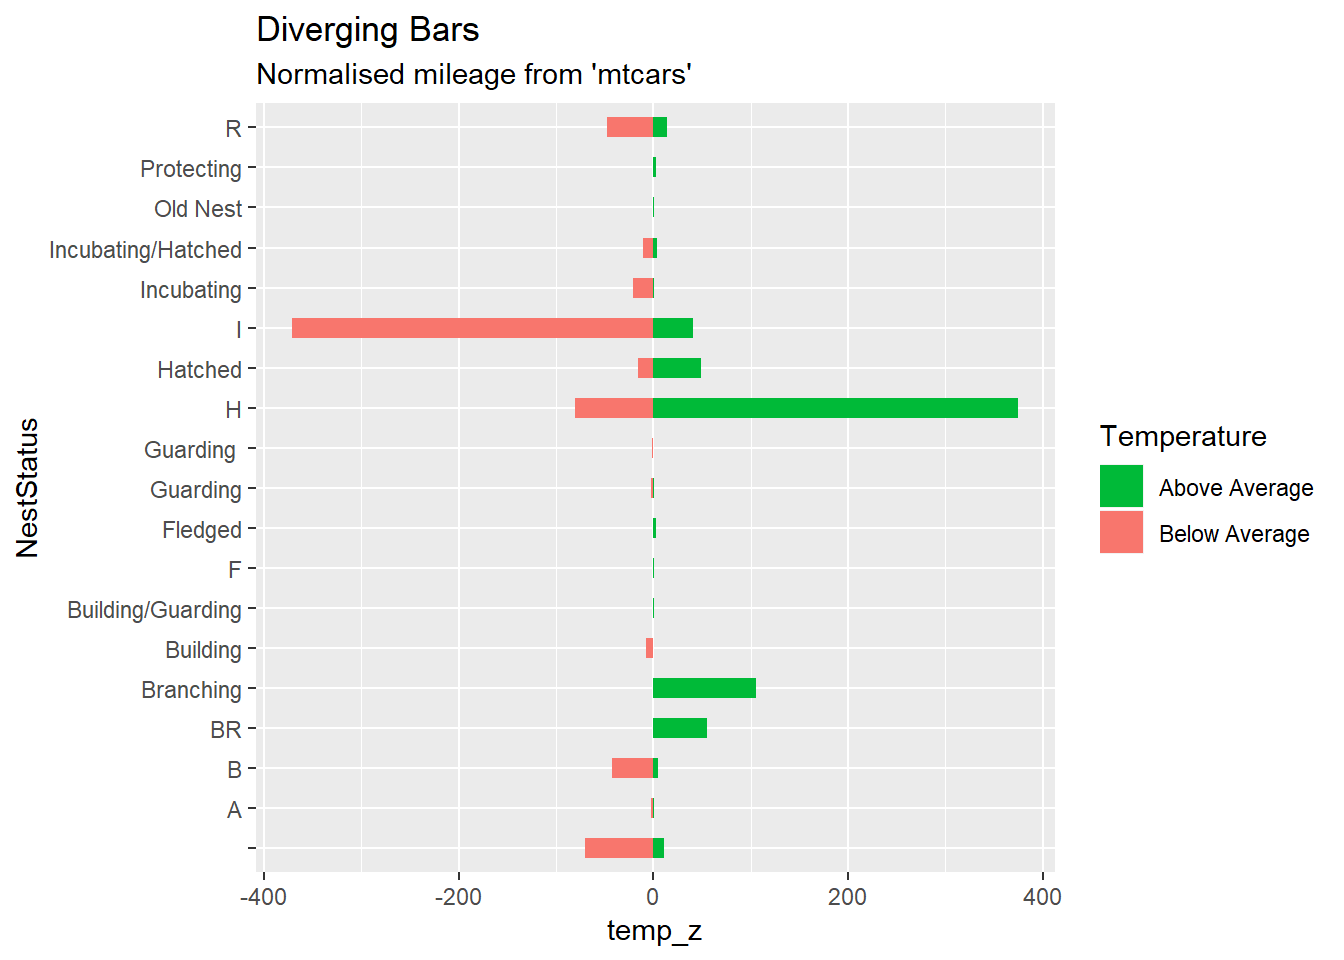 Diverging Bars
Normalised mileage from 'mtcars'
NestStatus
R
Protecting
Old Nest
Incubating/Hatched
Incubating
I
Hatched
H
Guarding
Guarding
Fledged
F
Building/Guarding
Building
Branching
BR
B
A
-400 -200 0 200 400
temp_z
Temperature
Above Average
Below Average